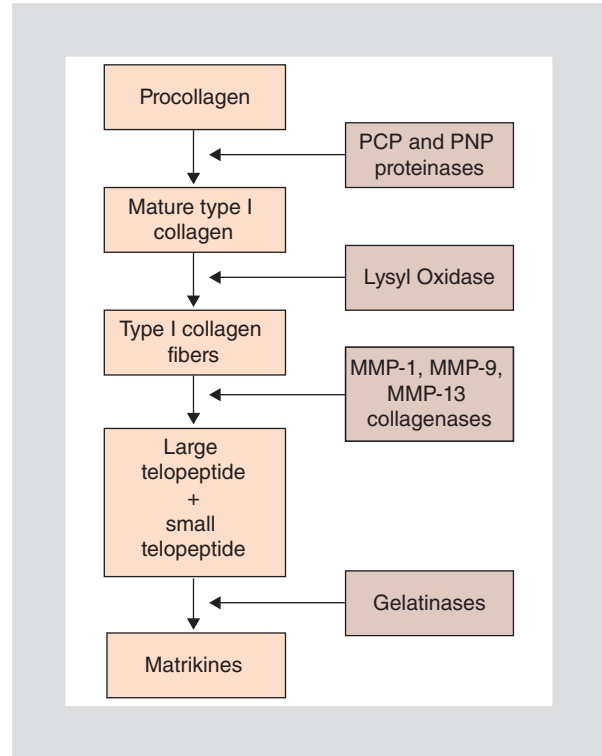 Procollagen
PCP and PNP
proteinases
Mature type I
collagen
Lysyl Oxidase
Type I collagen
fibers
MMP-1, MMP-9,
MMP-13
collagenases
Large
telopeptide
+
small
telopeptide
Gelatinases
Matrikines